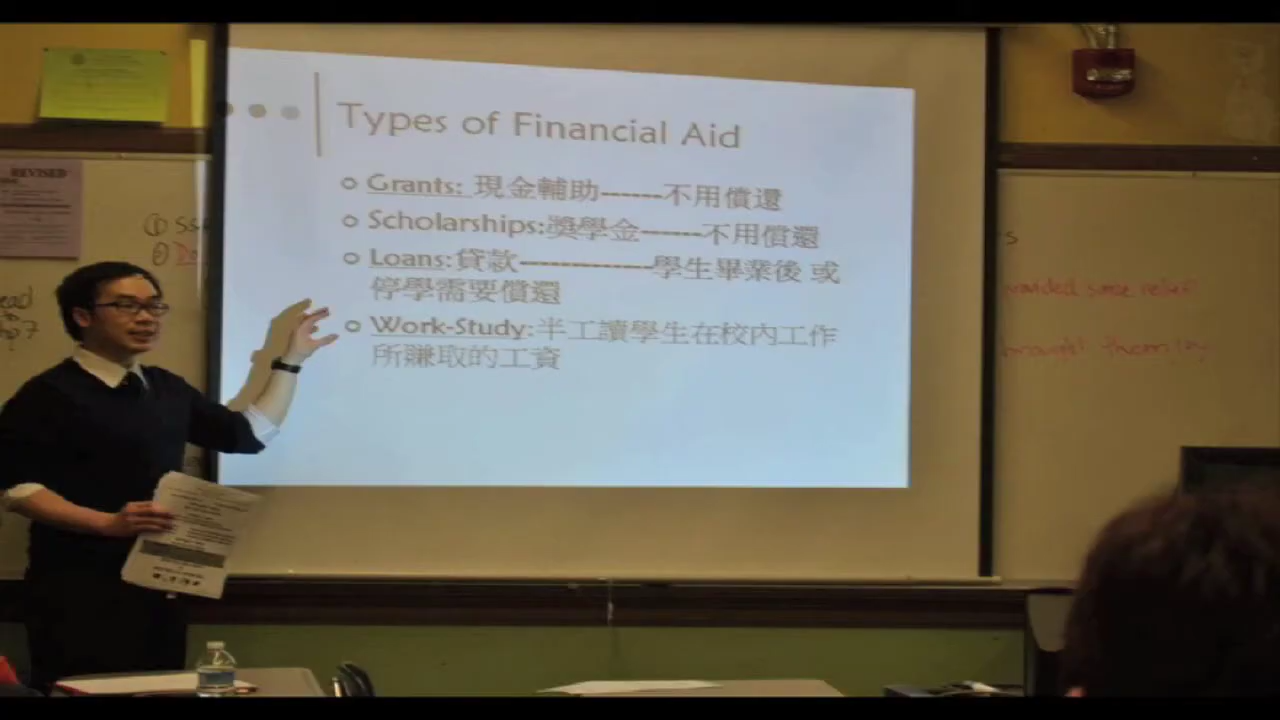 Types of Financial Aid
Grants: 現金輔助------不用償還
Scholarships:獎學金------不用償還
Loans:貸款-------------學生畢業後 或
停學需要償還
Work-Study:半工讀學生在校內工作
所賺取的工資
REVISED